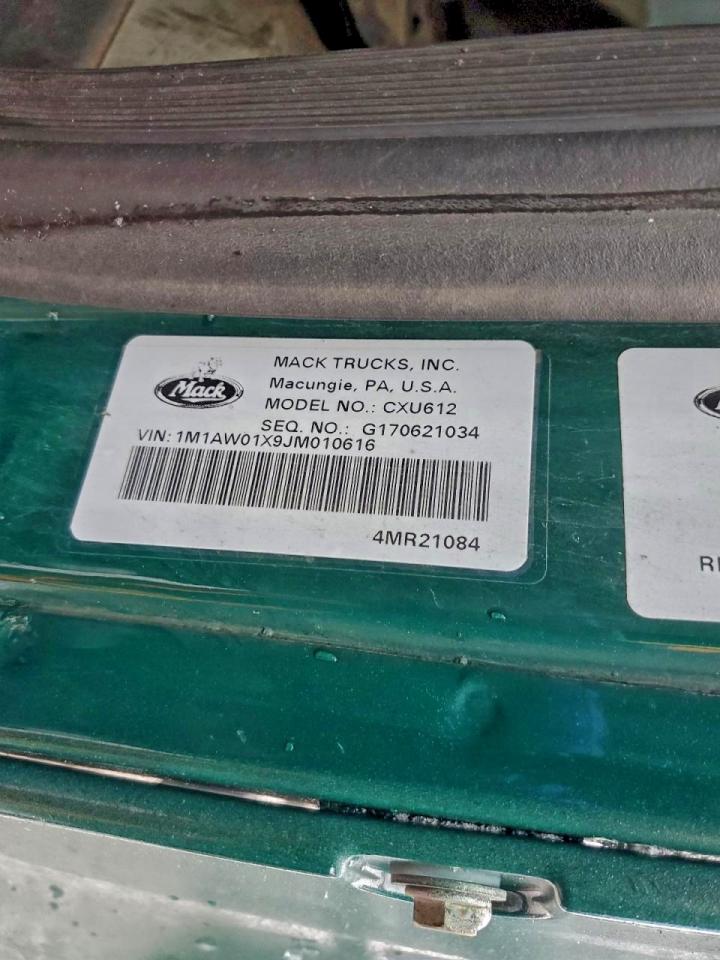 Mack
MACK TRUCKS, INC.
Macungie, PA, U.S.A.
MODEL NO.: CXU612
SEQ. NO.: G170621034
VIN: 1M1AW01X9JM010616
4MR21084